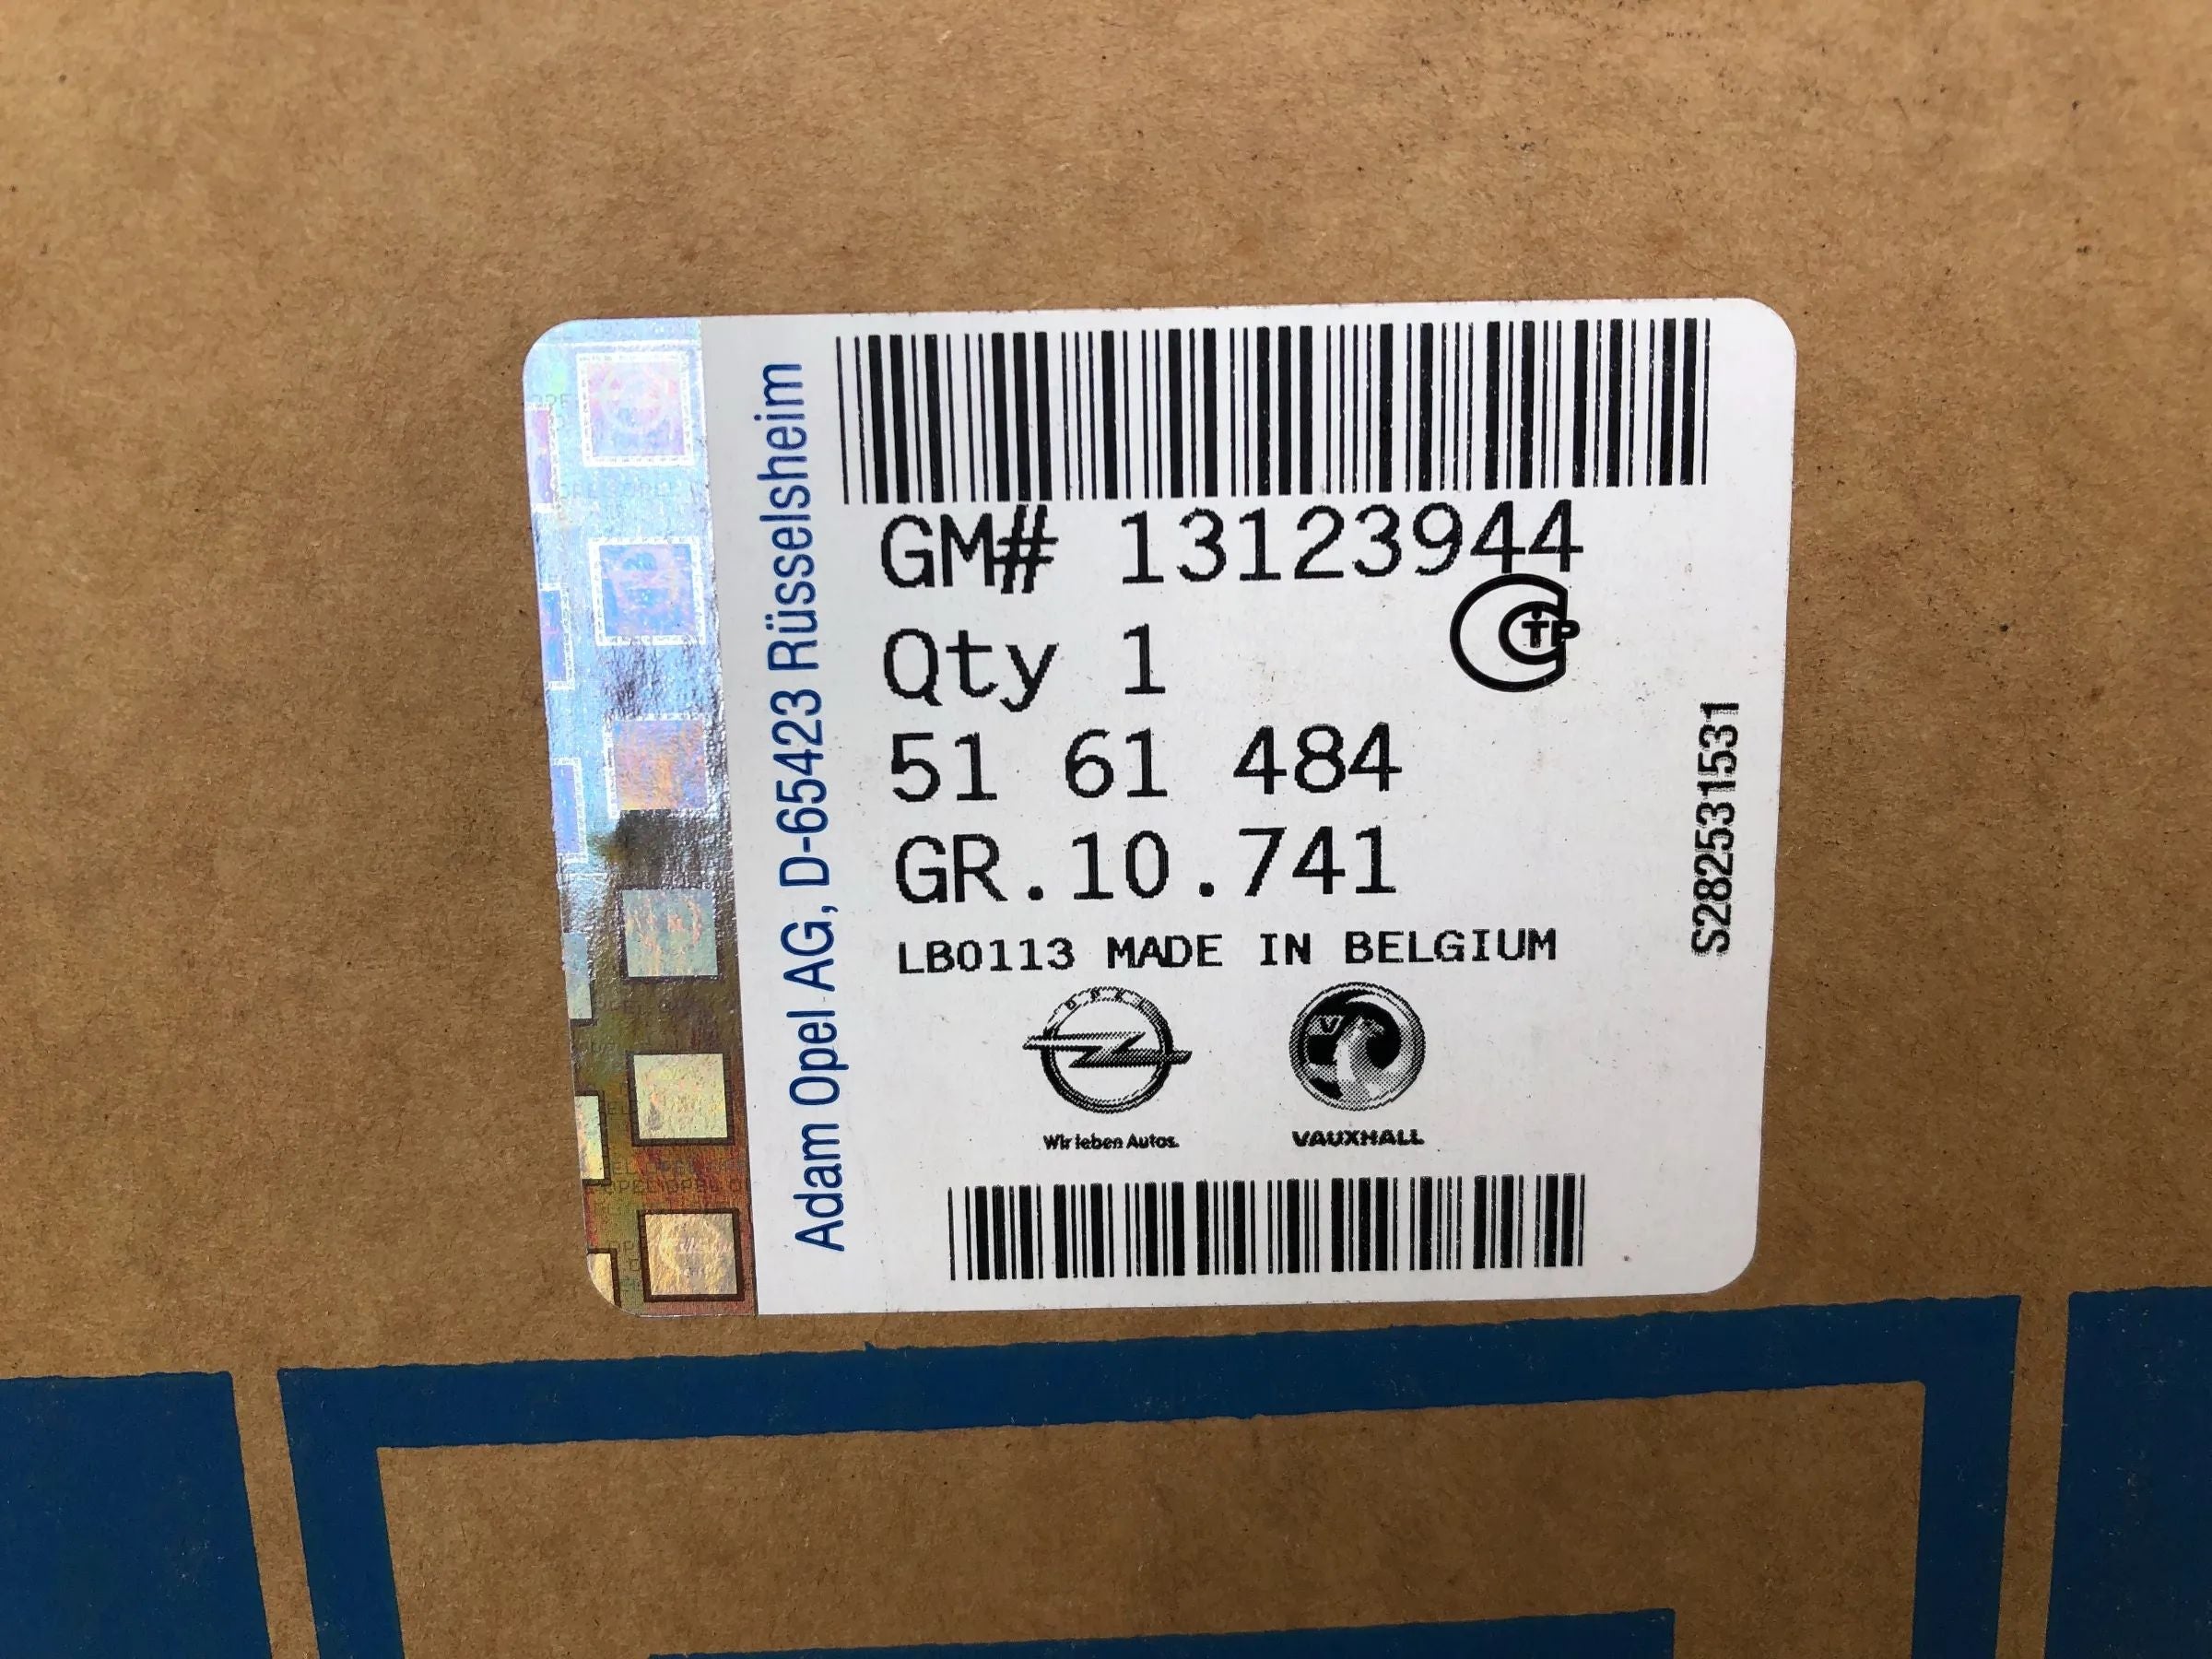 Adam Opel AG, D-65423 Rüsselsheim
GM# 13123944
Qty 1
51 61 484
GR.10.741
LB0113 MADE IN BELGIUM
OPEL
Wir leben Autos.
VAUXHALL
S282531531